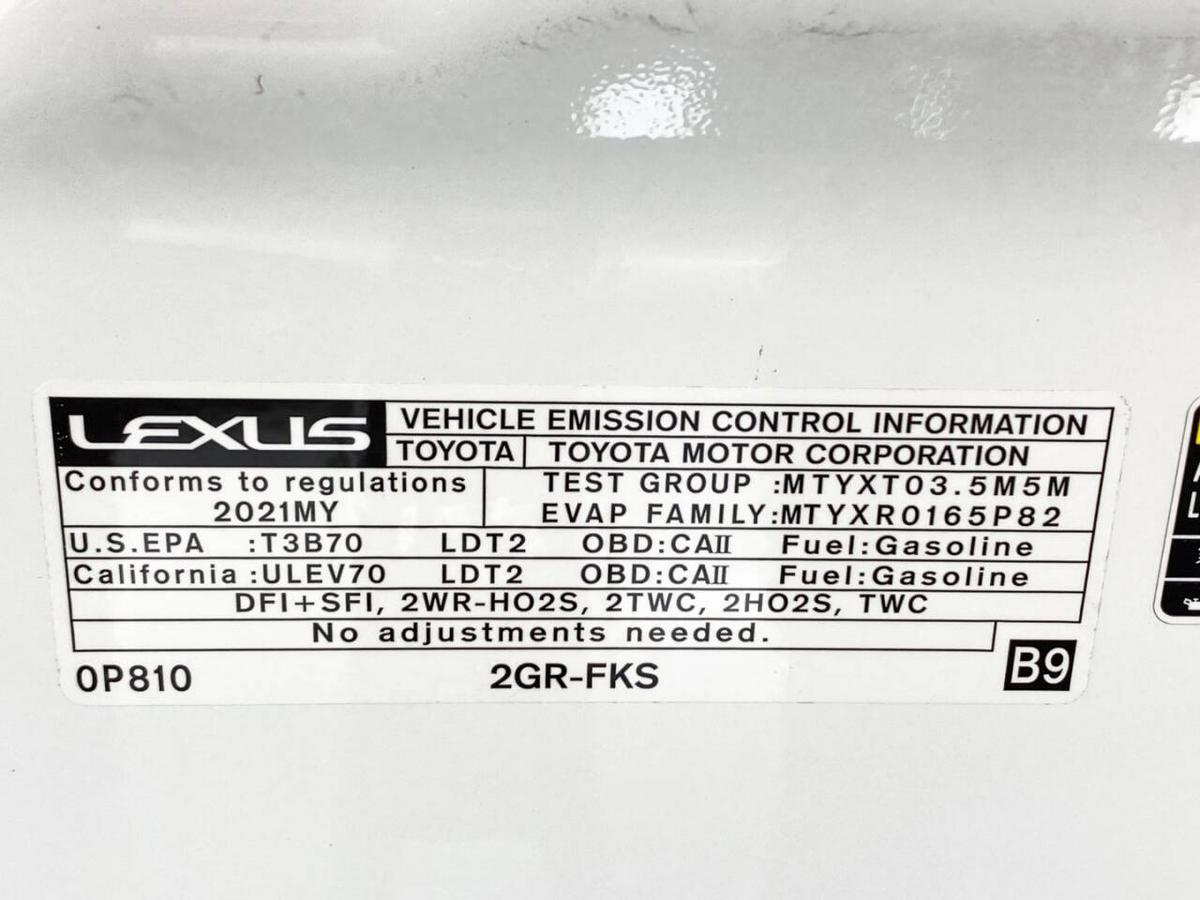 LEXUS
VEHICLE EMISSION CONTROL INFORMATION
TOYOTA TOYOTA MOTOR CORPORATION
Conforms to regulations
2021MY
TEST GROUP :MTYXT03.5M5M
EVAP FAMILY:MTYXR0165P82
U.S.EPA :T3B70 LDT2 OBD:CAII Fuel:Gasoline
California :ULEV70 LDT2 OBD:CAII Fuel:Gasoline
DFI+SFI, 2WR-HO2S, 2TWC, 2HO2S, TWC
No adjustments needed.
0P810 2GR-FKS B9